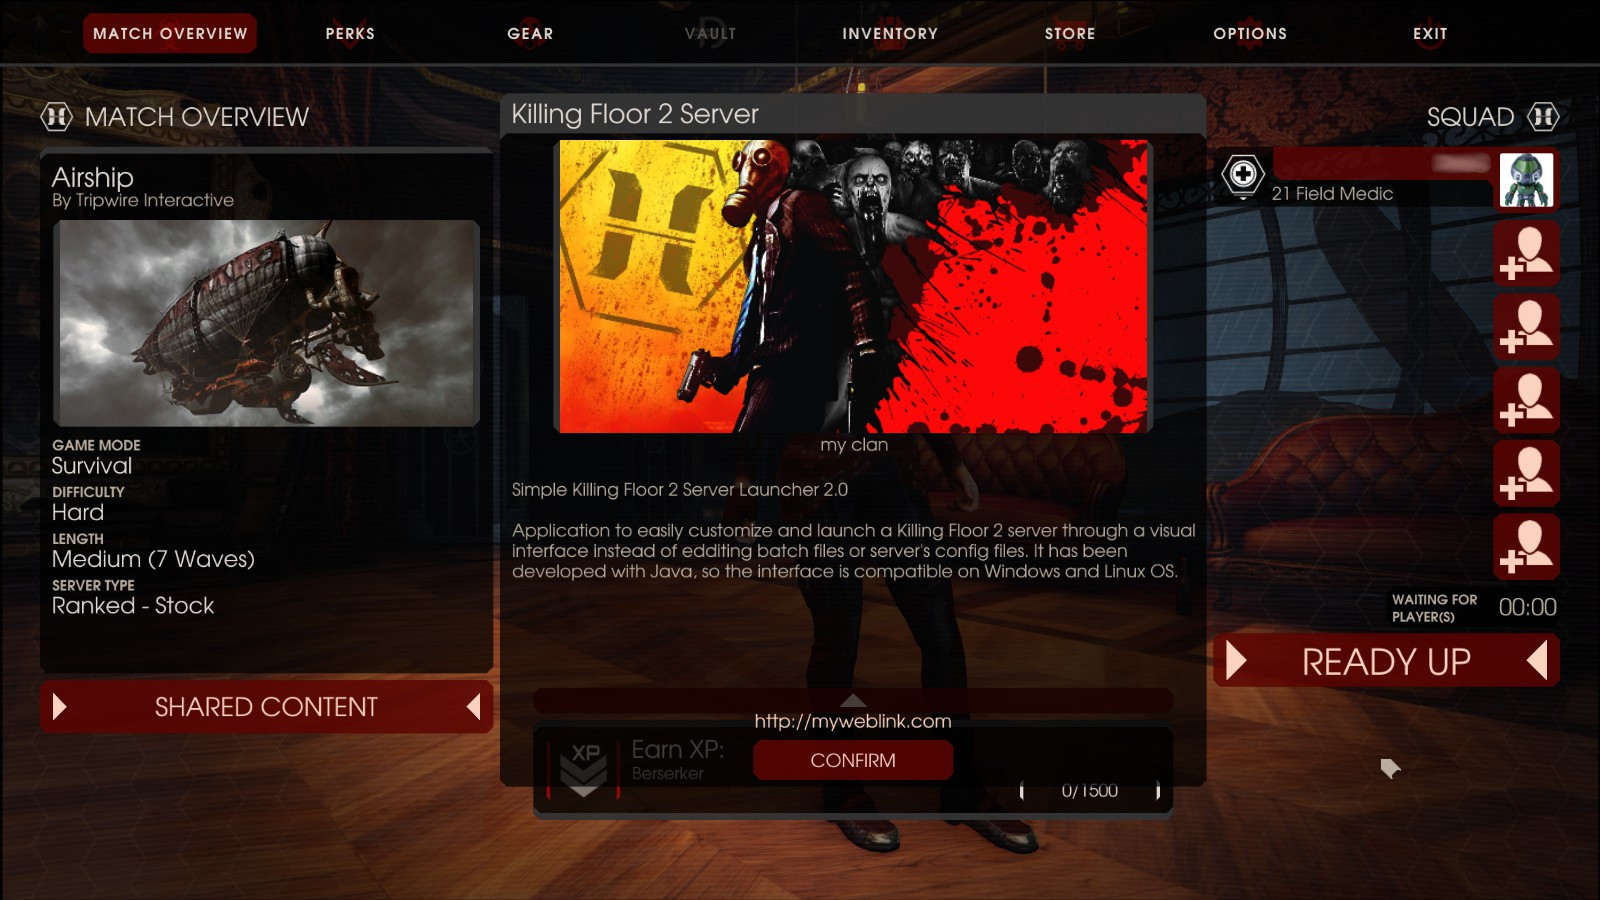 MATCH OVERVIEW
PERKS
GEAR
VAULT
INVENTORY
STORE
OPTIONS
EXIT
MATCH OVERVIEW
Airship
By Tripwire Interactive
GAME MODE
Survival
DIFFICULTY
Hard
LENGTH
Medium (7 Waves)
SERVER TYPE
Ranked - Stock
SHARED CONTENT
Killing Floor 2 Server
my clan
Simple Killing Floor 2 Server Launcher 2.0
Application to easily customize and launch a Killing Floor 2 server through a visual
interface instead of edditing batch files or server's config files. It has been
developed with Java, so the interface is compatible on Windows and Linux OS.
http://myweblink.com
XP
Earn XP:
Berserker
CONFIRM
0/1500
SQUAD
21 Field Medic
WAITING FOR
PLAYER(S)
00:00
READY UP